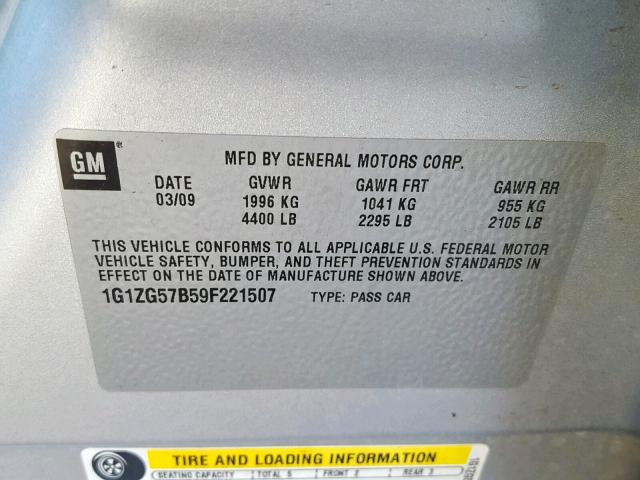 GM
MFD BY GENERAL MOTORS CORP.
DATE GVWR GAWR FRT GAWR RR
03/09 1996 KG 1041 KG 955 KG
4400 LB 2295 LB 2105 LB
THIS VEHICLE CONFORMS TO ALL APPLICABLE U.S. FEDERAL MOTOR
VEHICLE SAFETY, BUMPER, AND THEFT PREVENTION STANDARDS IN
EFFECT ON THE DATE OF MANUFACTURE SHOWN ABOVE.
1G1ZG57B59F221507 TYPE: PASS CAR
TIRE AND LOADING INFORMATION
SEATING CAPACITY TOTAL 5 FRONT 2 REAR 3